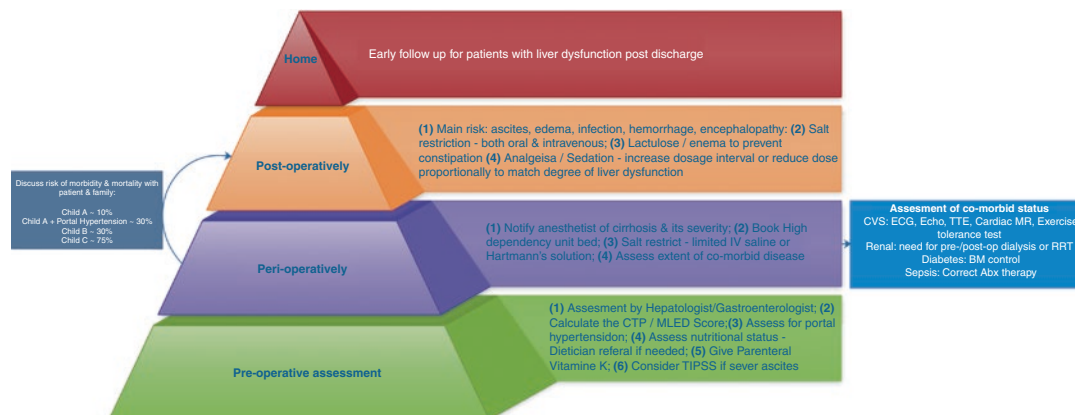 Home
Early follow up for patients with liver dysfunction post discharge
Post-operatively
(1) Main risk: ascites, edema, infection, hemorrhage, encephalopathy: (2) Salt
restriction - both oral & intravenous; (3) Lactulose / enema to prevent
constipation (4) Analgeisa / Sedation - increase dosage interval or reduce dose
proportionally to match degree of liver dysfunction
Discuss risk of morbidity & mortality with
patient & family:
Child A ~ 10%
Child A + Portal Hypertension ~ 30%
Child B ~ 30%
Child C ~ 75%
Peri-operatively
(1) Notify anesthetist of cirrhosis & its severity; (2) Book High
dependency unit bed; (3) Salt restrict - limited IV saline or
Hartmann's solution; (4) Assess extent of co-morbid disease
Assesment of co-morbid status
CVS: ECG, Echo, TTE, Cardiac MR, Exercise
tolerance test
Renal: need for pre-/post-op dialysis or RRT
Diabetes: BM control
Sepsis: Correct Abx therapy
Pre-operative assessment
(1) Assesment by Hepatologist/Gastroenterologist; (2)
Calculate the CTP / MLED Score;(3) Assess for portal
hypertensidon; (4) Assess nutritional status -
Dietician referal if needed; (5) Give Parenteral
Vitamine K; (6) Consider TIPSS if sever ascites